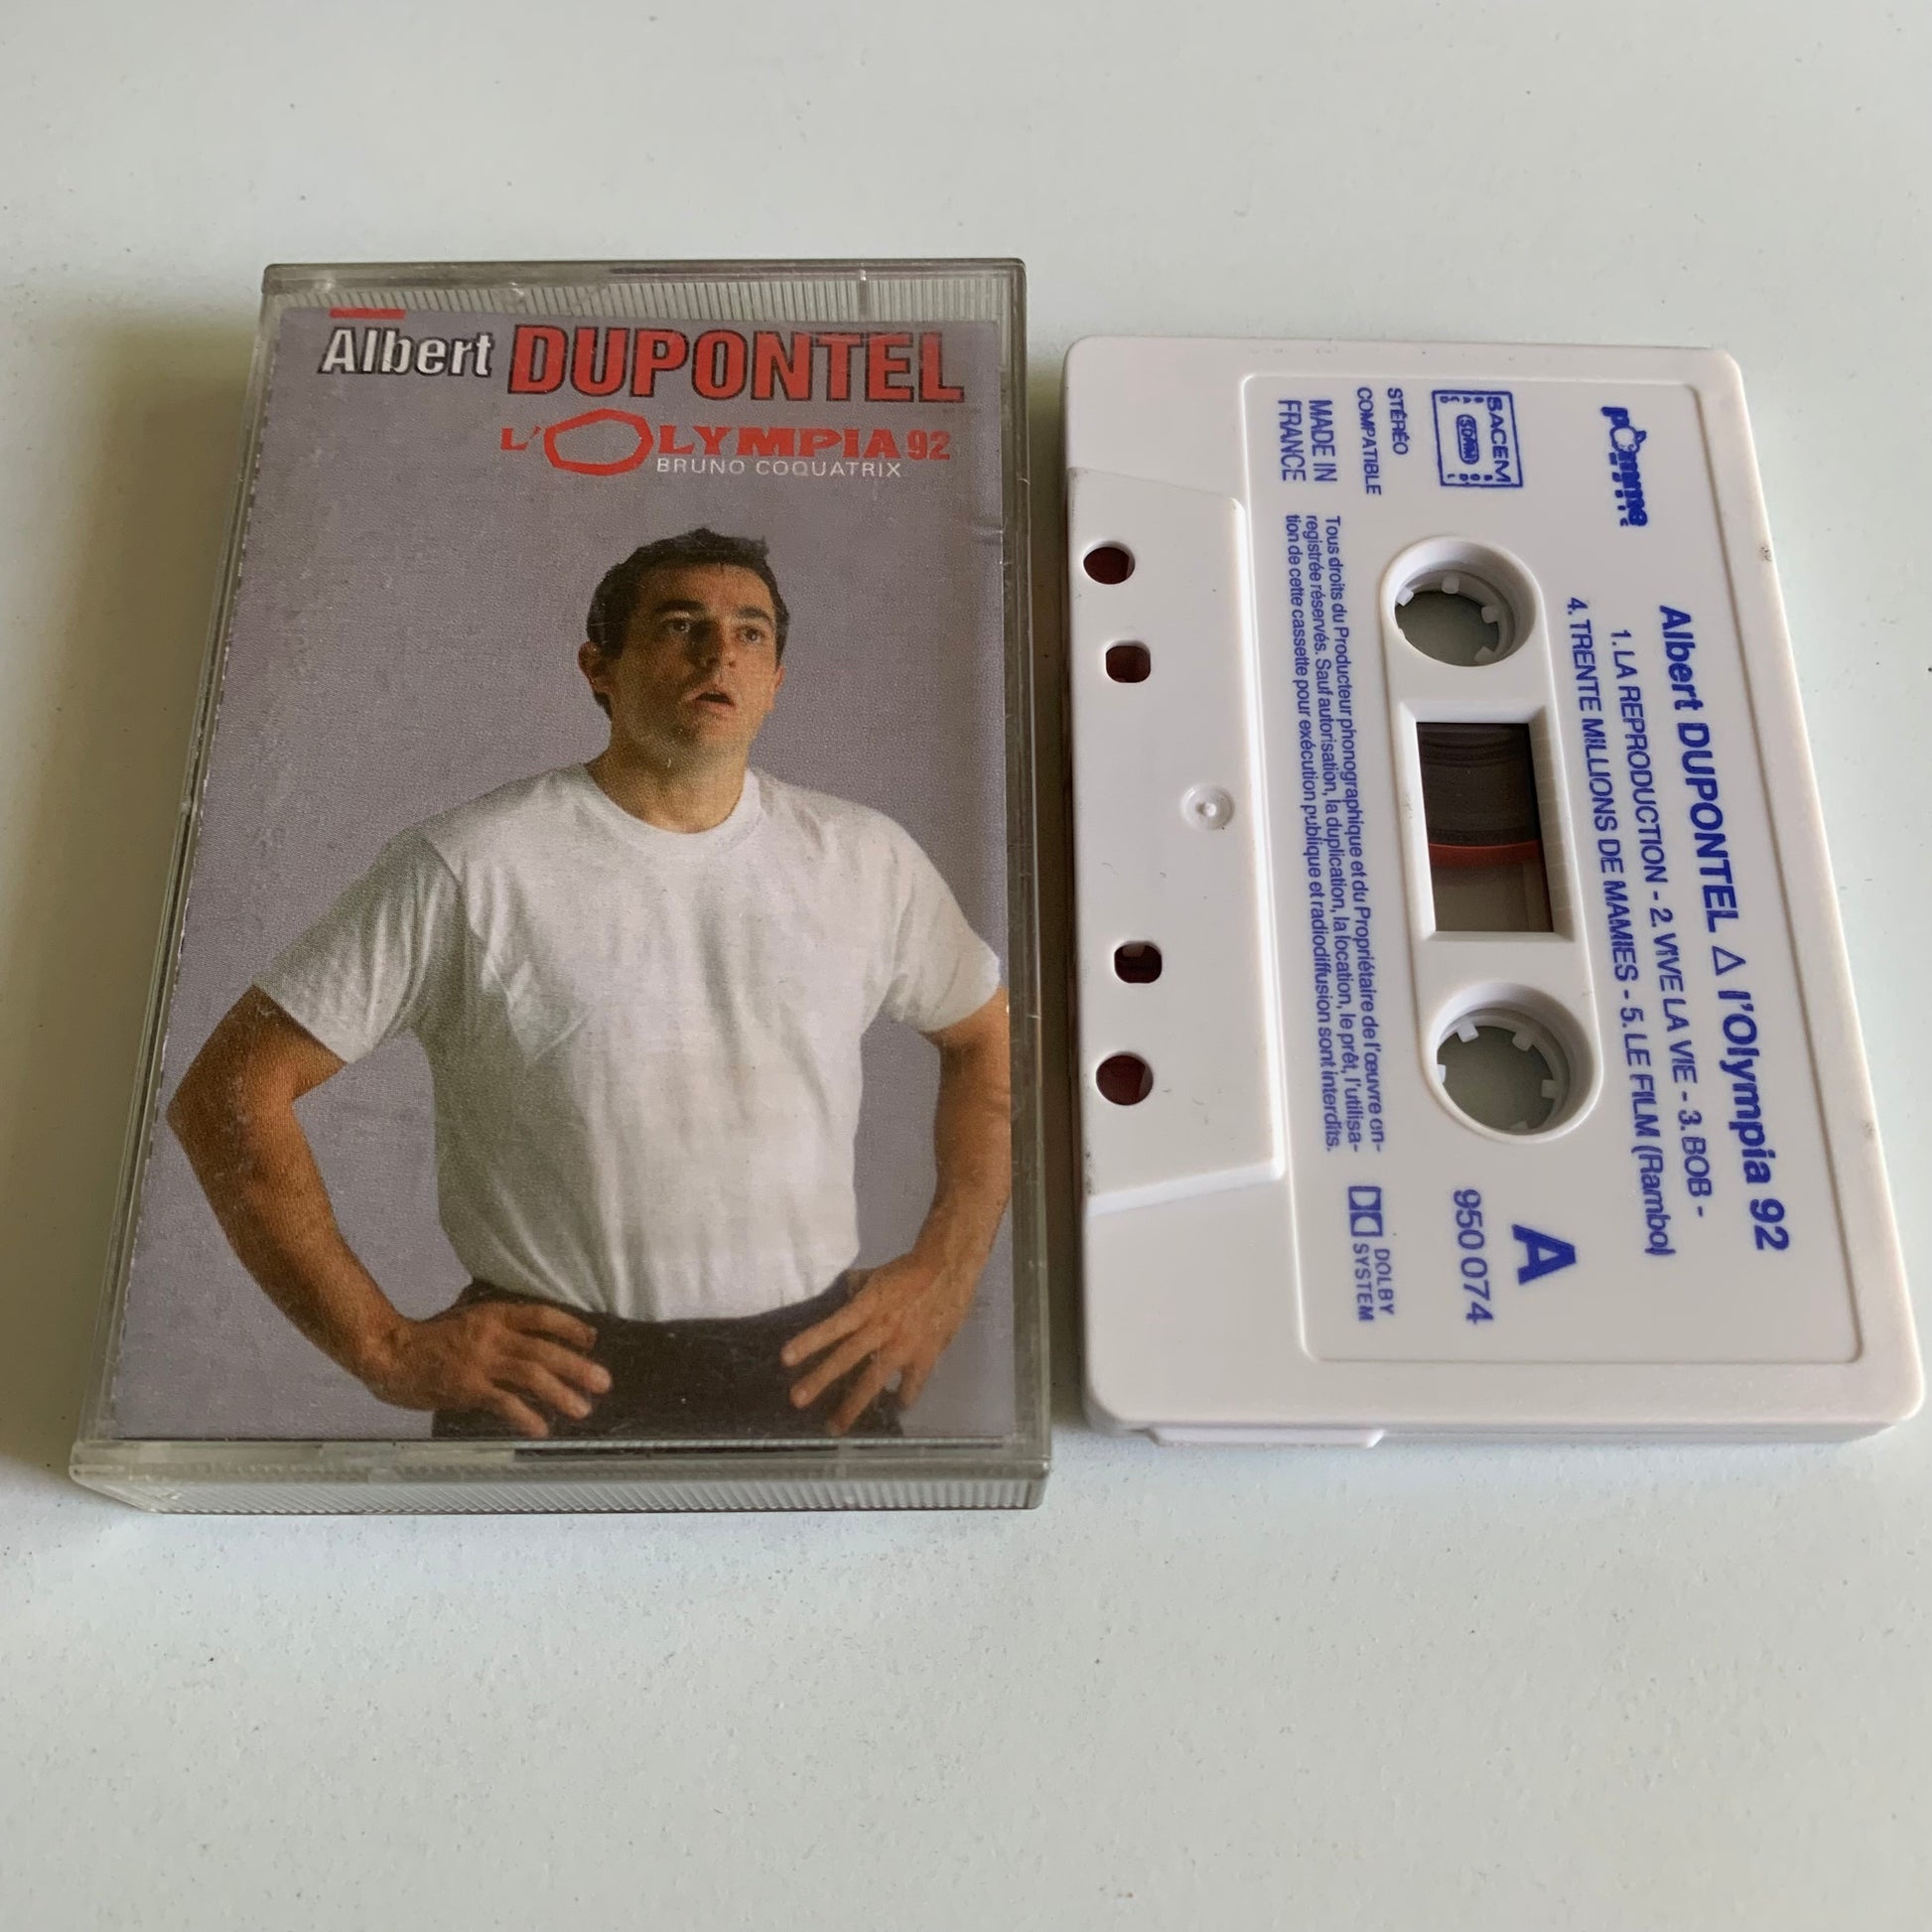 Albert DUPONTEL
L'OLYMPIA 92
BRUNO COQUATRIX
pomme
Albert DUPONTEL △ l'Olympia 92
1. LA REPRODUCTION - 2. VIVE LA VIE - 3. BOB -
4. TRENTE MILLIONS DE MAMIES - 5. LE FILM (Rambo)
A
950 074
SACEM
STÉRÉO
COMPATIBLE
MADE IN
FRANCE
Tous droits du Producteur phonographique et du Propriétaire de l'œuvre en-
registrée réservés. Sauf autorisation, la duplication, la location, le prêt, l'utilisa-
tion de cette cassette pour exécution publique et radiodiffusion sont interdits.
DOLBY
SYSTEM